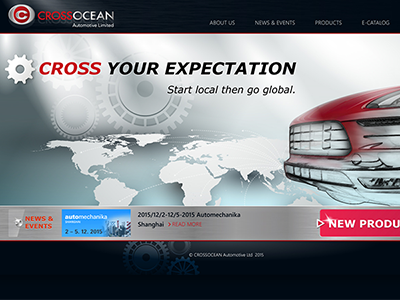 CROSSOCEAN
Automotive Limited
ABOUT US NEWS & EVENTS PRODUCTS E-CATALOG
CROSS YOUR EXPECTATION
Start local then go global.
NEWS & EVENTS
automechanika
2 - 5. 12. 2015
2015/12/2-12/5-2015 Automechanika
Shanghai > READ MORE
NEW PRODU
© CROSSOCEAN Automotive Ltd 2015